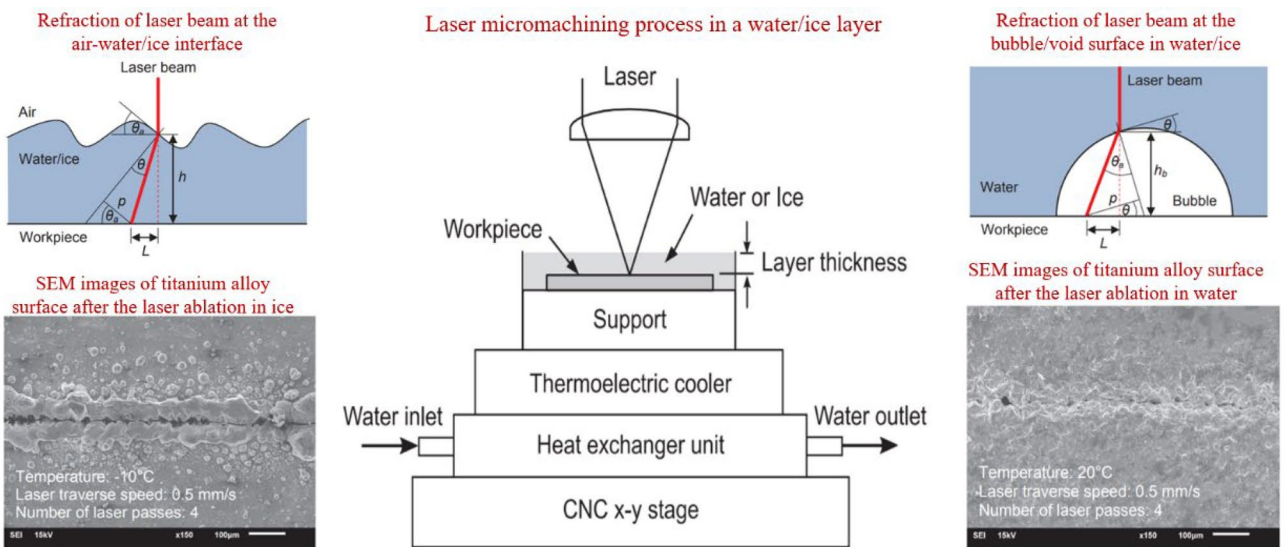 Refraction of laser beam at the
air-water/ice interface
Laser beam
Air
θa
Water/ice
θ
h
p
θa
Workpiece
L
SEM images of titanium alloy
surface after the laser ablation in ice
Temperature: -10°C
Laser traverse speed: 0.5 mm/s
Number of laser passes: 4
SEI 15kV x150 100μm
Laser micromachining process in a water/ice layer
Laser
Water or Ice
Workpiece
Layer thickness
Support
Thermoelectric cooler
Water inlet
Water outlet
Heat exchanger unit
CNC x-y stage
Refraction of laser beam at the
bubble/void surface in water/ice
Laser beam
θ
θa
hb
Water
p
θ
Bubble
Workpiece
L
SEM images of titanium alloy surface
after the laser ablation in water
Temperature: 20°C
Laser traverse speed: 0.5 mm/s
Number of laser passes: 4
SEI 15kV x150 100μm